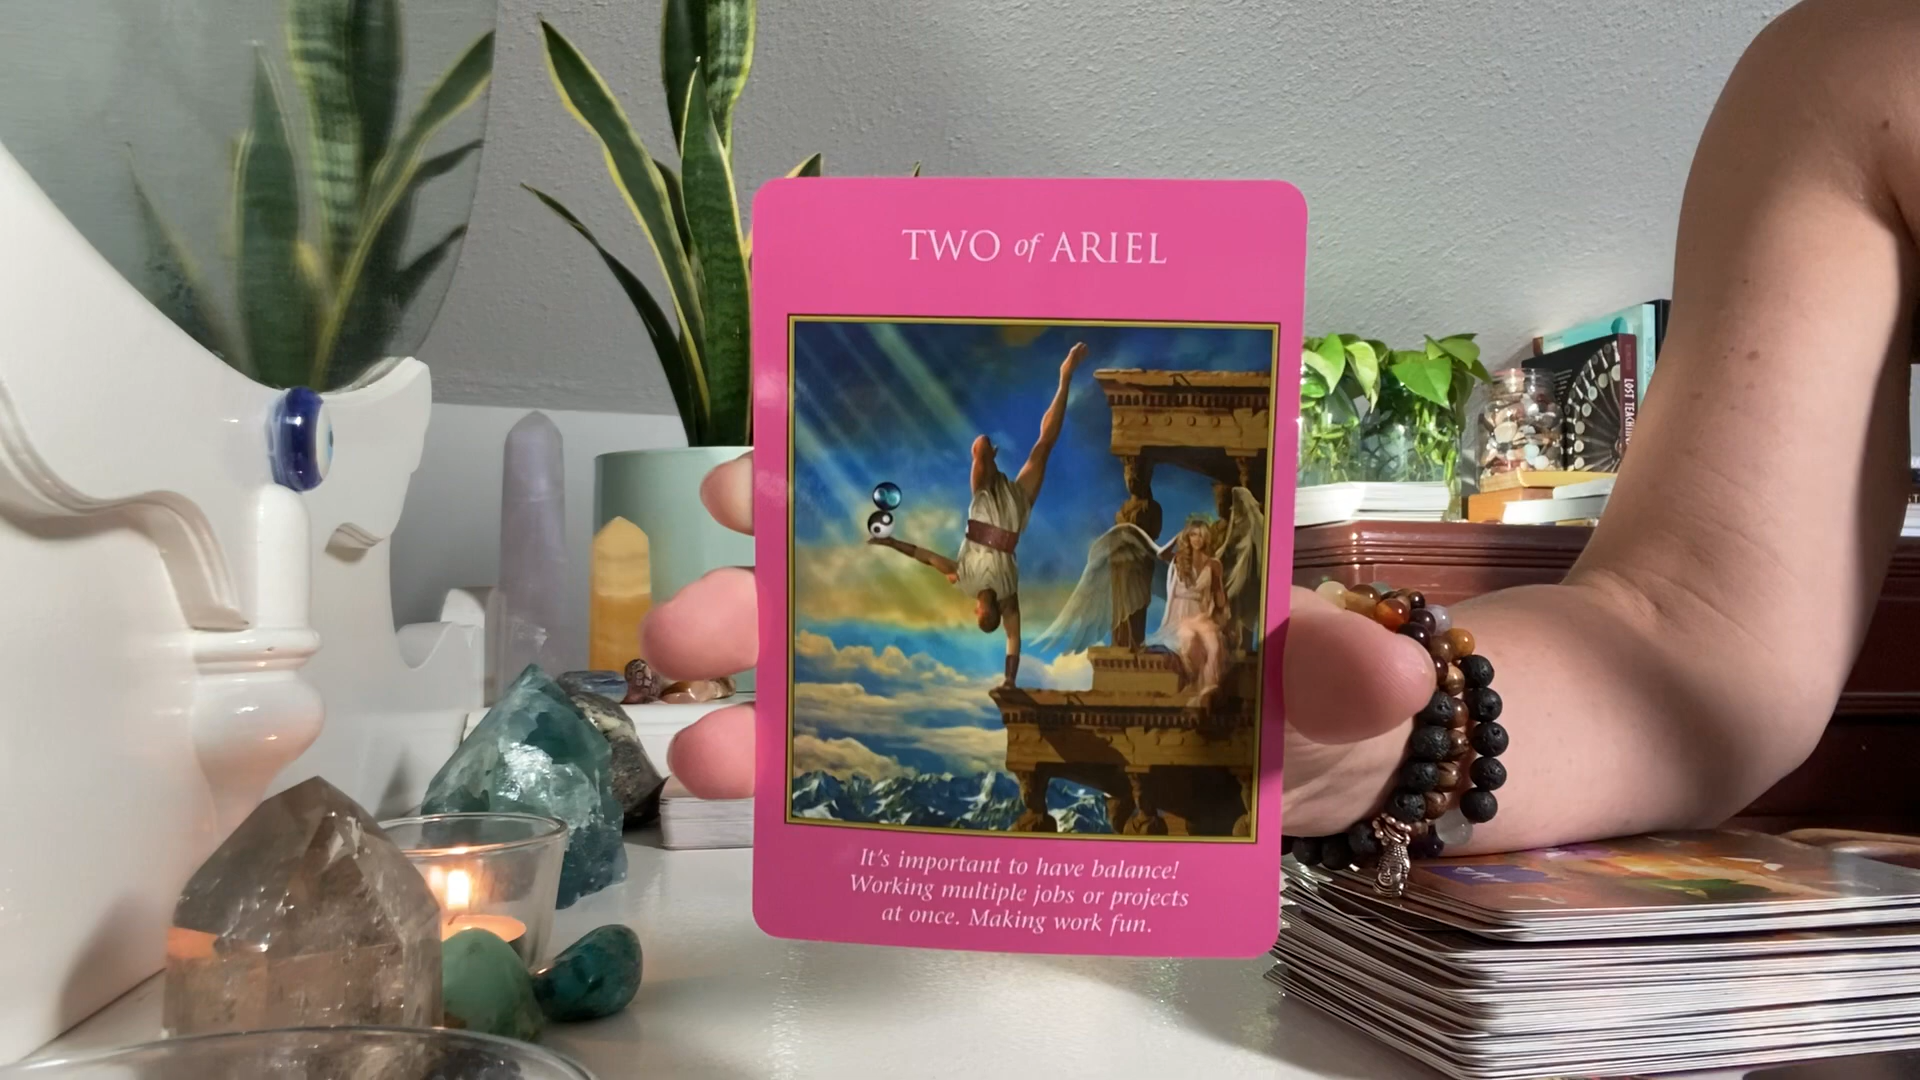 TWO of ARIEL
It's important to have balance!
Working multiple jobs or projects
at once. Making work fun.
LOST TEACHINGS